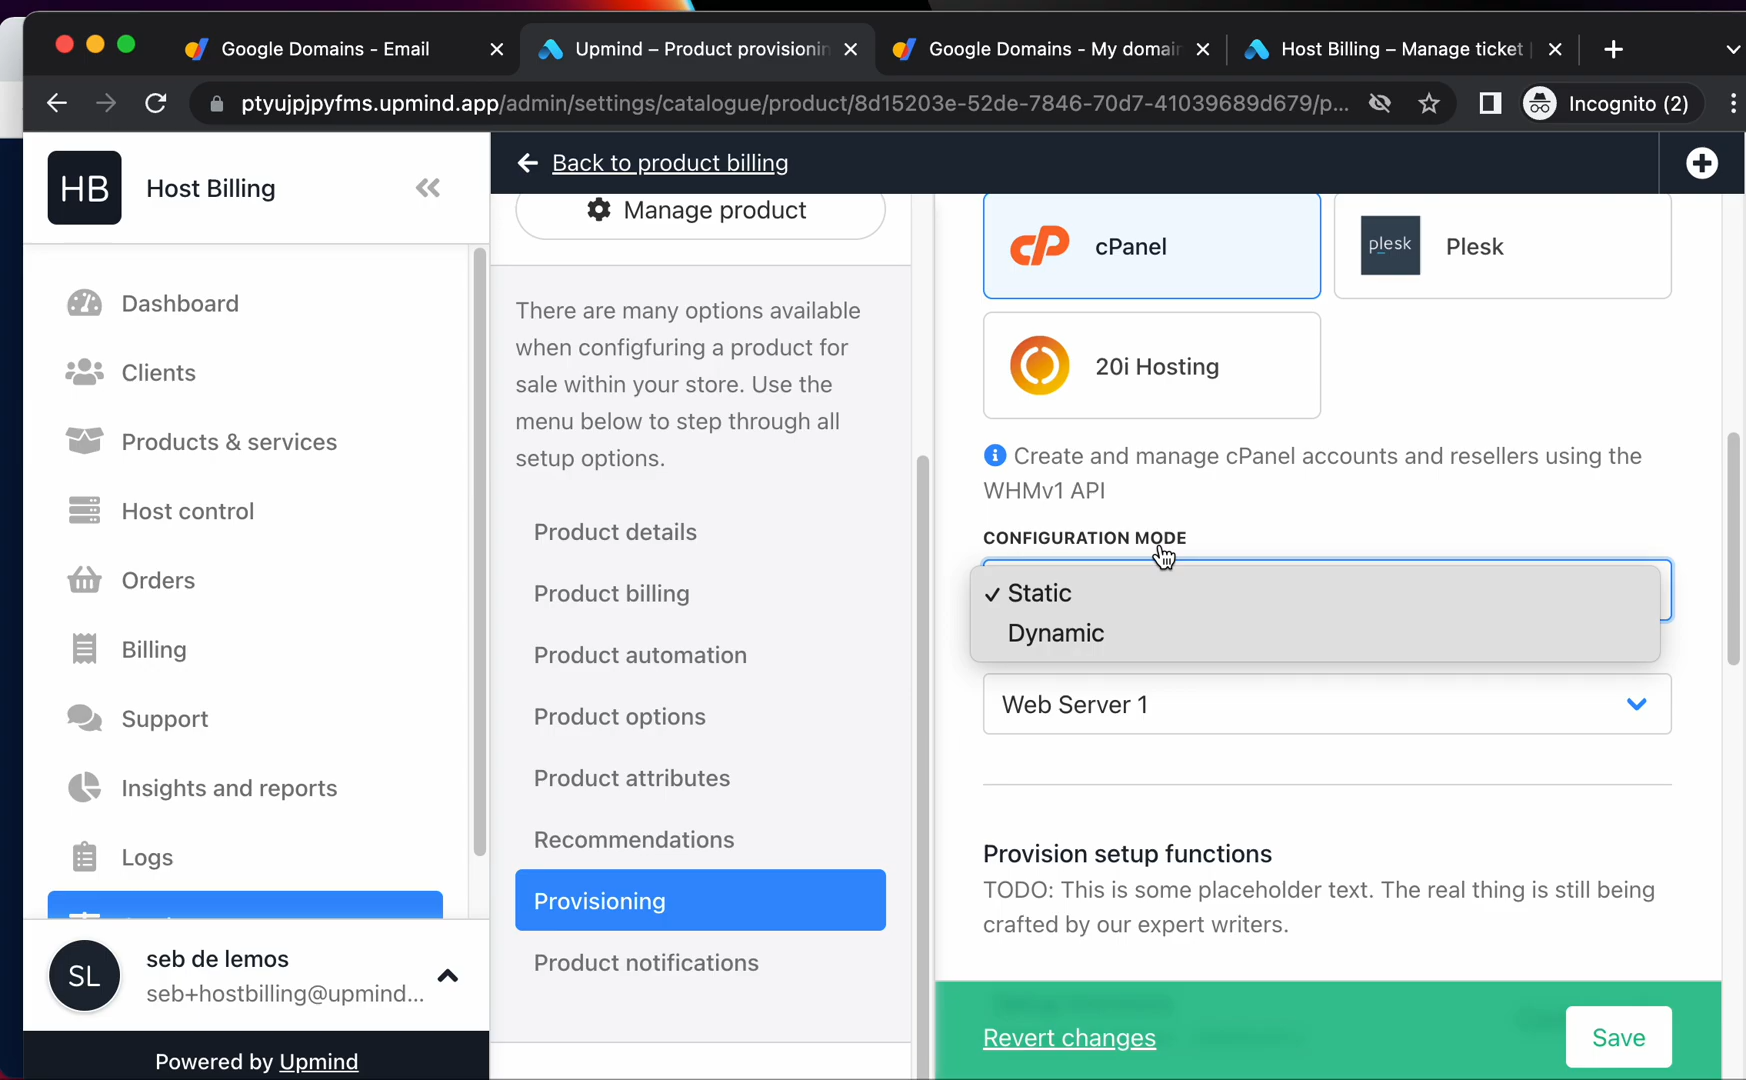 Google Domains - Email
Upmind – Product provisionin
Google Domains - My domain
Host Billing – Manage ticket
ptyujpjpyfms.upmind.app/admin/settings/catalogue/product/8d15203e-52de-7846-70d7-41039689d679/p...
Incognito (2)
HB
Host Billing
Back to product billing
Dashboard
Clients
Products & services
Host control
Orders
Billing
Support
Insights and reports
Logs
SL
seb de lemos
seb+hostbilling@upmind...
Powered by Upmind
Manage product
There are many options available
when configfuring a product for
sale within your store. Use the
menu below to step through all
setup options.
Product details
Product billing
Product automation
Product options
Product attributes
Recommendations
Provisioning
Product notifications
cP
cPanel
plesk
Plesk
20i Hosting
Create and manage cPanel accounts and resellers using the
WHMv1 API
CONFIGURATION MODE
Static
Dynamic
Web Server 1
Provision setup functions
TODO: This is some placeholder text. The real thing is still being
crafted by our expert writers.
Revert changes
Save